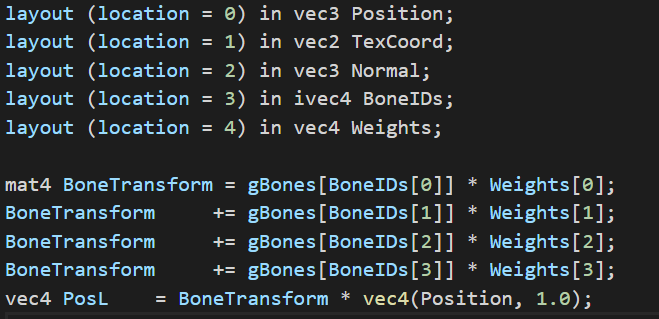 layout (location = 0) in vec3 Position;
layout (location = 1) in vec2 TexCoord;
layout (location = 2) in vec3 Normal;
layout (location = 3) in ivec4 BoneIDs;
layout (location = 4) in vec4 Weights;

mat4 BoneTransform = gBones[BoneIDs[0]] * Weights[0];
BoneTransform     += gBones[BoneIDs[1]] * Weights[1];
BoneTransform     += gBones[BoneIDs[2]] * Weights[2];
BoneTransform     += gBones[BoneIDs[3]] * Weights[3];
vec4 PosL    = BoneTransform * vec4(Position, 1.0);